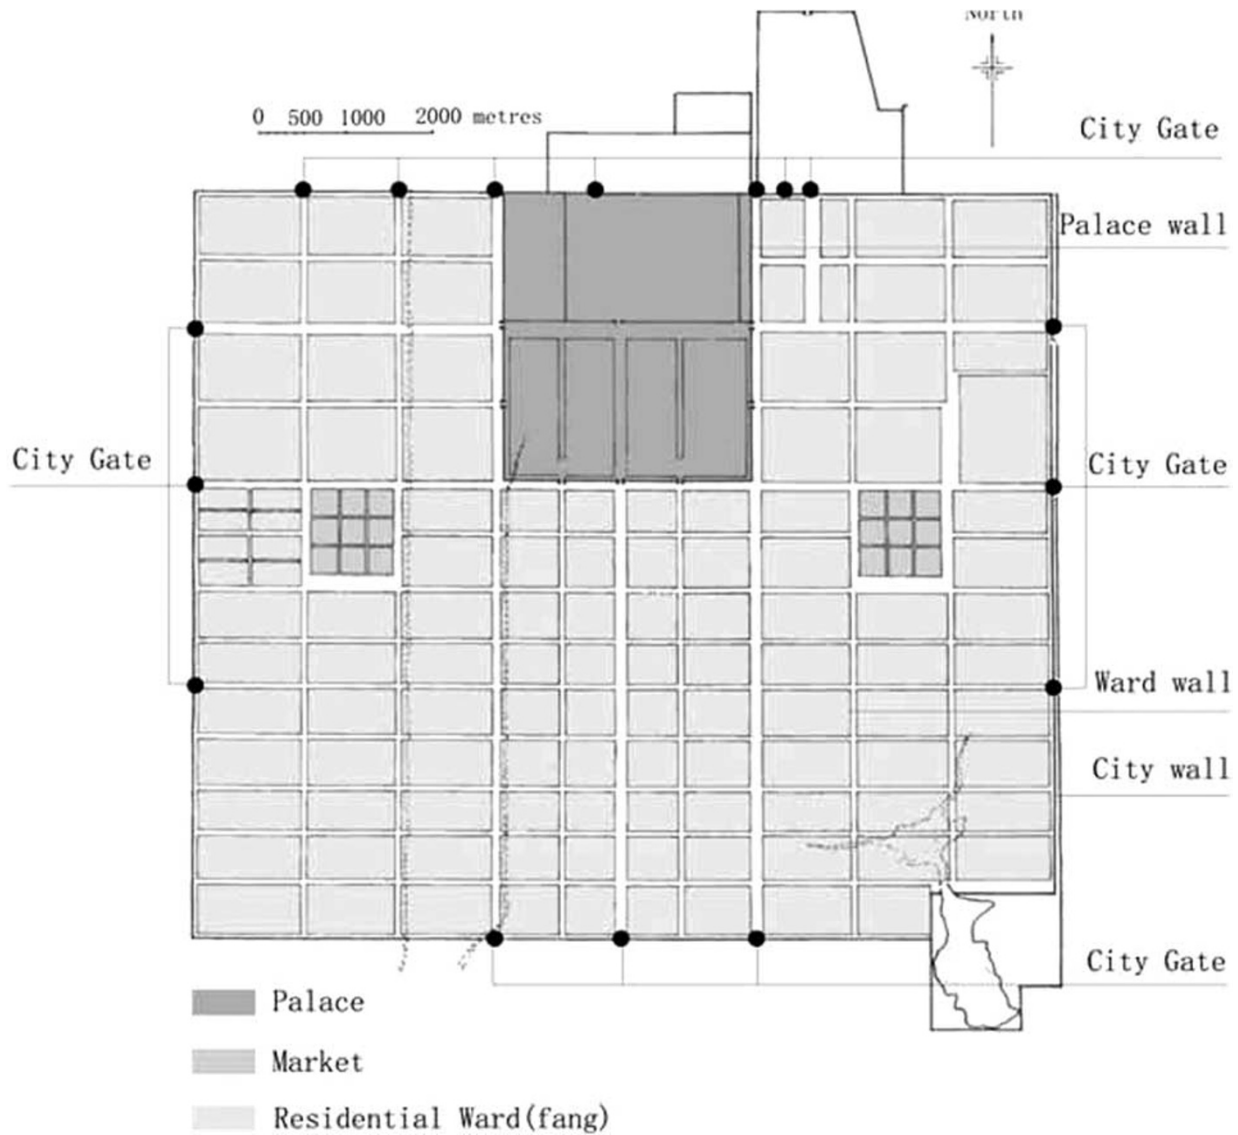 North
0 500 1000 2000 metres
City Gate
Palace wall
City Gate
City Gate
Ward wall
City wall
City Gate
Palace
Market
Residential Ward(fang)